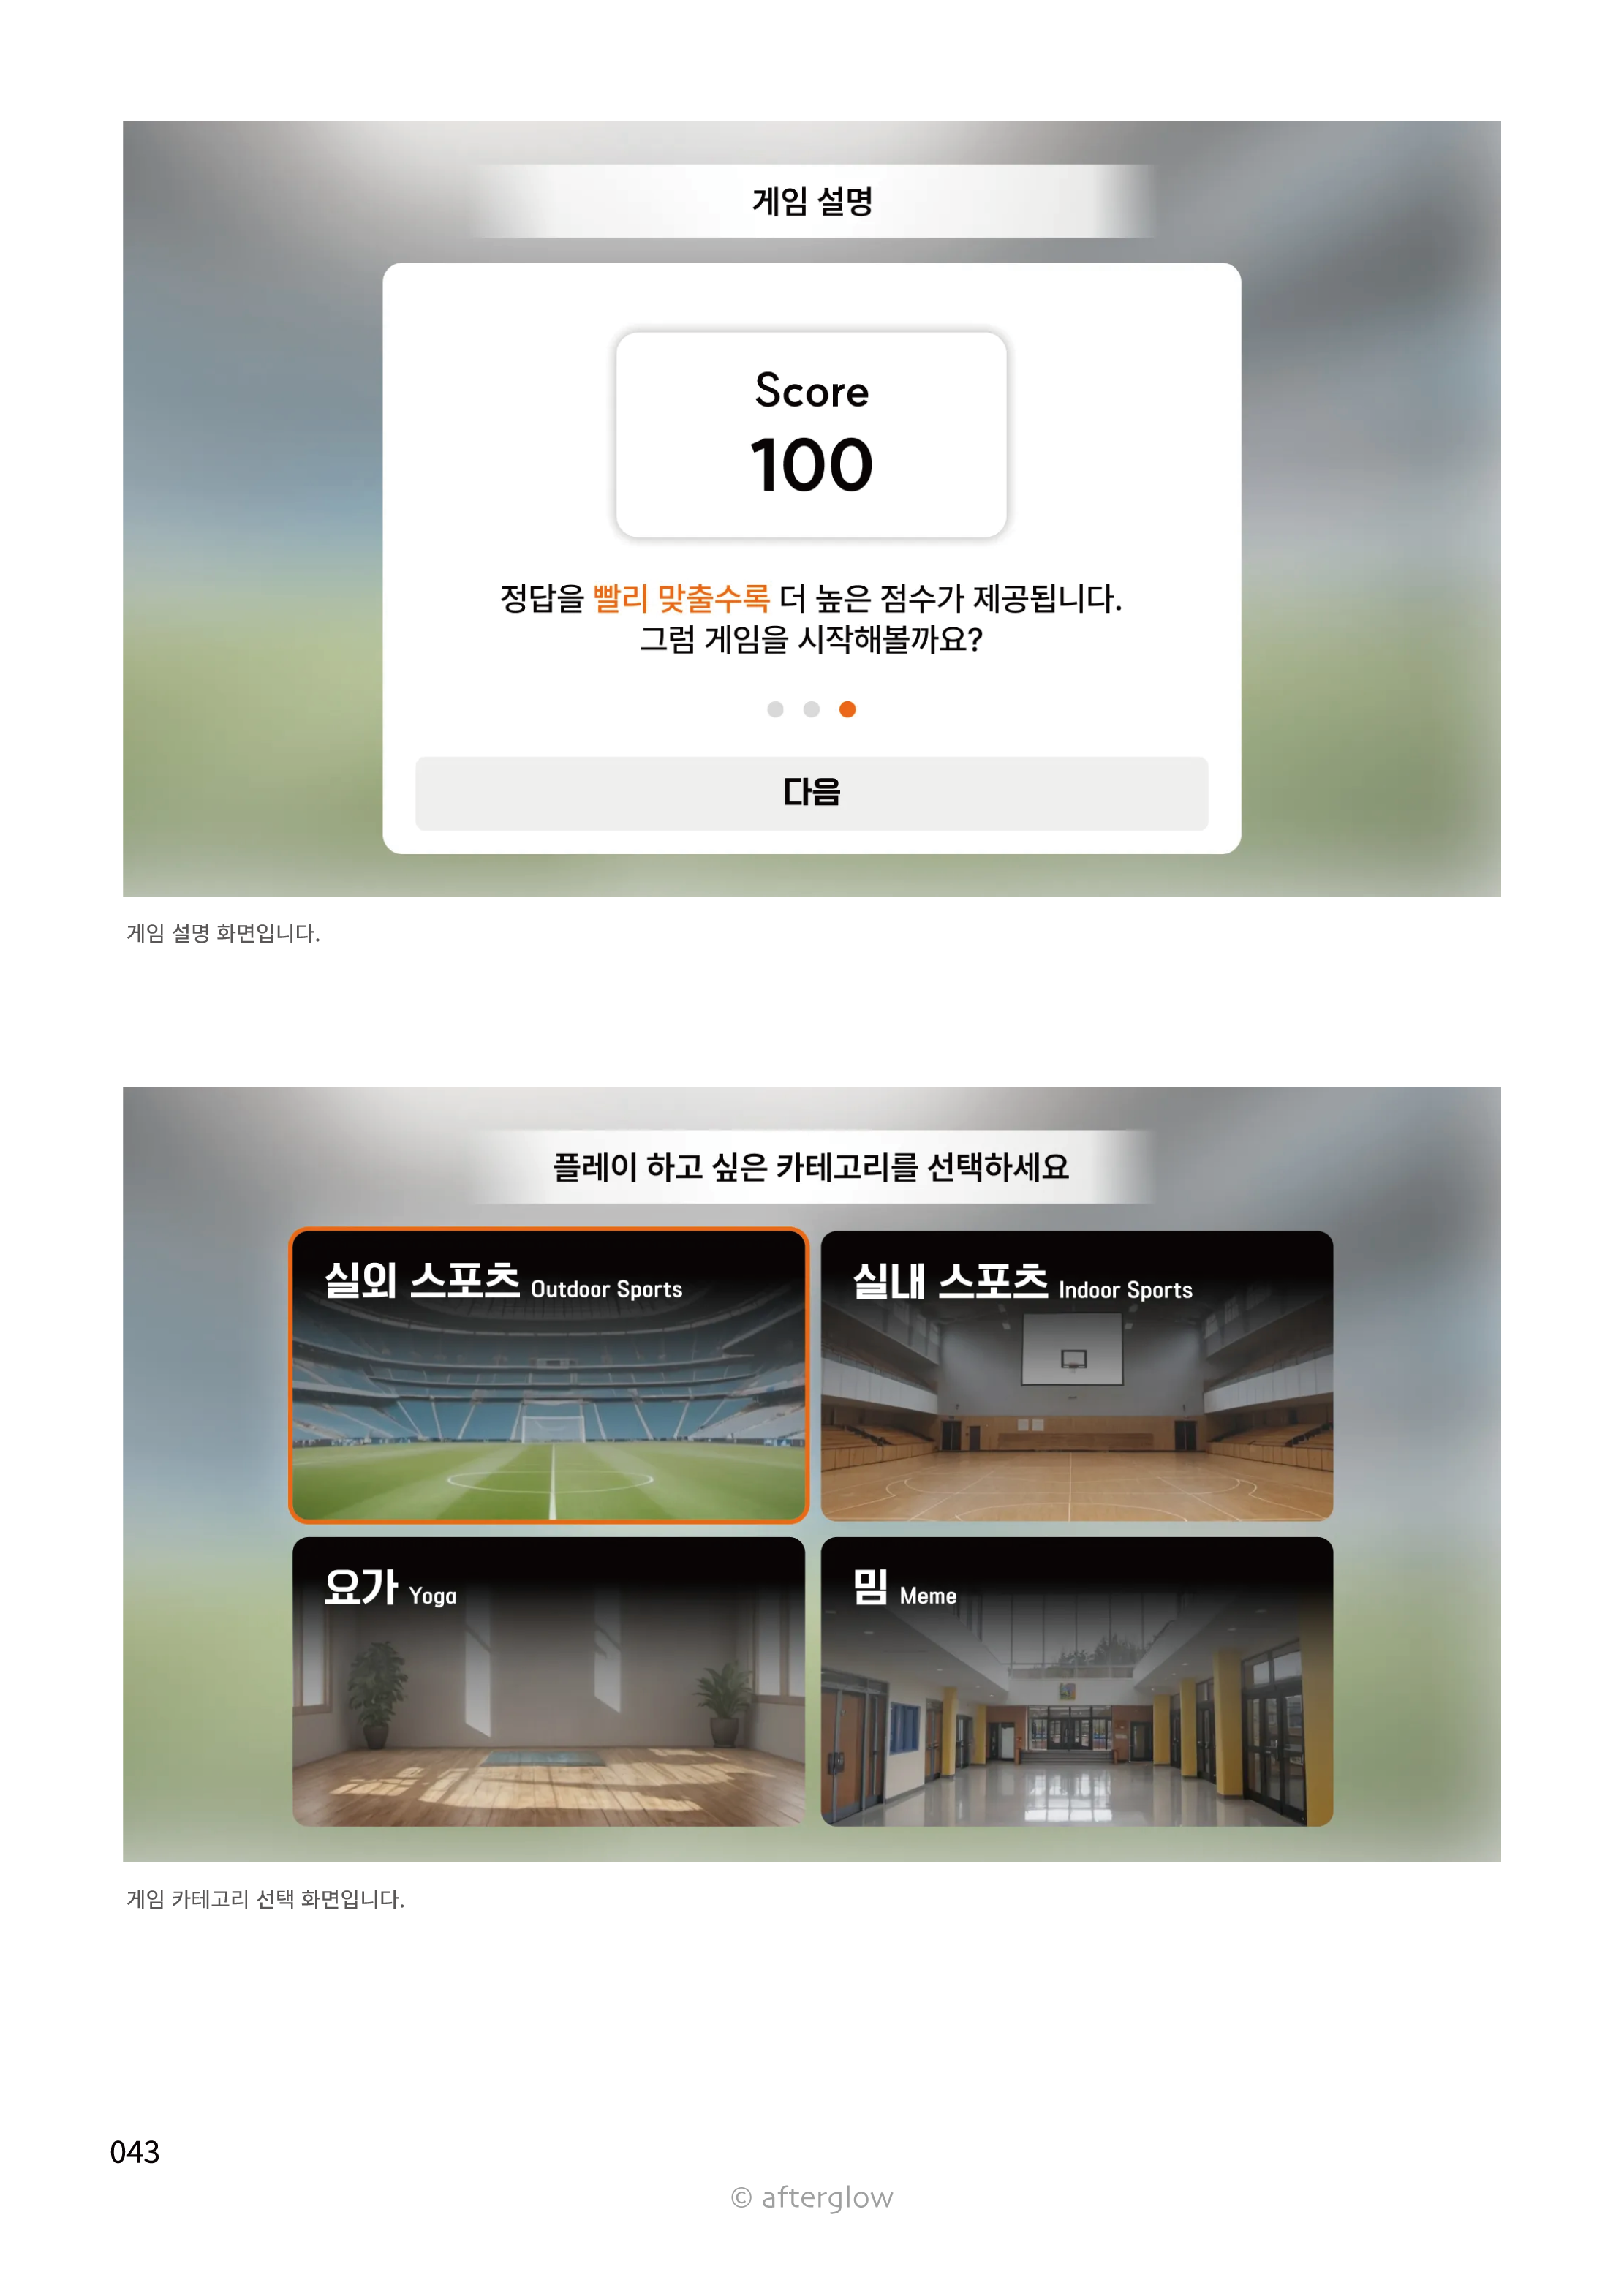 게임 설명
Score
100
정답을 빨리 맞출수록 더 높은 점수가 제공됩니다.
그럼 게임을 시작해볼까요?
다음
게임 설명 화면입니다.
플레이 하고 싶은 카테고리를 선택하세요
실외 스포츠 Outdoor Sports
실내 스포츠 Indoor Sports
요가 Yoga
밈 Meme
게임 카테고리 선택 화면입니다.
043
© afterglow